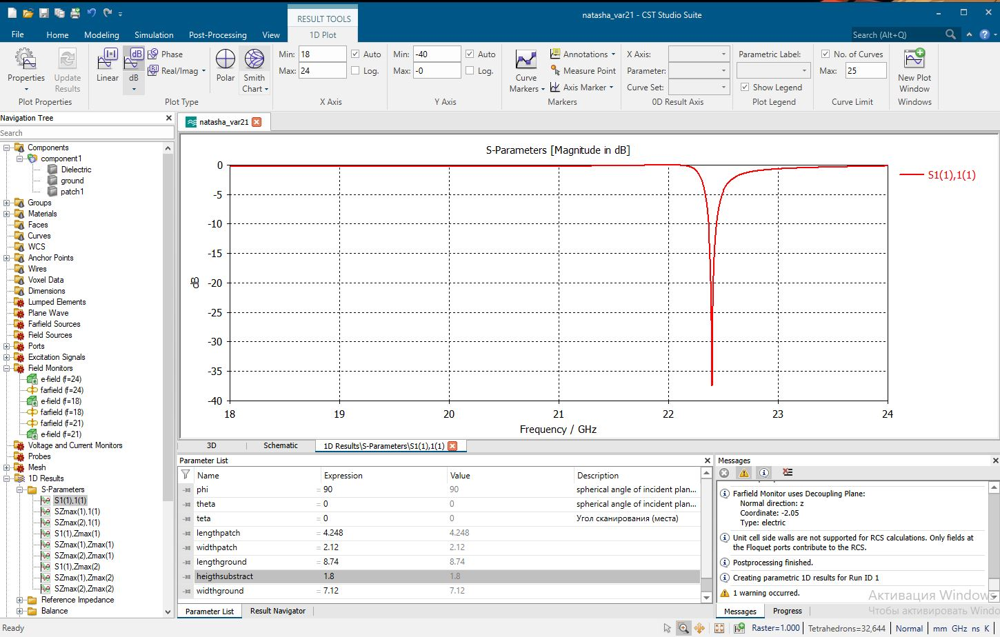 natasha_var21 - CST Studio Suite
RESULT TOOLS
File Home Modeling Simulation Post-Processing View 1D Plot Search (Alt+Q)
Properties
Update Results
Plot Properties
Linear
dB
Phase
Real/Imag
Polar
Smith Chart
Plot Type
Min: 18 Auto
Max: 24 Log.
X Axis
Min: -40 Auto
Max: -0 Log.
Y Axis
Curve Markers
Annotations
Measure Point
Axis Marker
Markers
X Axis:
Parameter:
Curve Set:
0D Result Axis
Parametric Label:
Show Legend
Plot Legend
No. of Curves
Max: 25
Curve Limit
New Plot Window
Windows
Navigation Tree
Search
Components
component1
Dielectric
ground
patch1
Groups
Materials
Faces
Curves
WCS
Anchor Points
Wires
Voxel Data
Dimensions
Lumped Elements
Plane Wave
Farfield Sources
Field Sources
Ports
Excitation Signals
Field Monitors
e-field (f=24)
farfield (f=24)
e-field (f=18)
farfield (f=18)
farfield (f=21)
e-field (f=21)
Voltage and Current Monitors
Probes
Mesh
1D Results
S-Parameters
S1(1),1(1)
SZmax(1),1(1)
SZmax(2),1(1)
S1(1),Zmax(1)
SZmax(1),Zmax(1)
SZmax(2),Zmax(1)
S1(1),Zmax(2)
SZmax(1),Zmax(2)
SZmax(2),Zmax(2)
Reference Impedance
Balance
natasha_var21
S-Parameters [Magnitude in dB]
0
-5
-10
-15
-20
-25
-30
-35
-40
dB
18 19 20 21 22 23 24
Frequency / GHz
S1(1),1(1)
3D Schematic 1D Results\S-Parameters\S1(1),1(1)
Parameter List
Name Expression Value Description
phi = 90 90 spherical angle of incident plan...
theta = 0 0 spherical angle of incident plan...
teta = 0 0 Угол сканирования (места)
lengthpatch = 4.248 4.248
widthpatch = 2.12 2.12
lengthground = 8.74 8.74
heigthsubstract = 1.8 1.8
widthground = 7.12 7.12
Parameter List Result Navigator
Messages
Farfield Monitor uses Decoupling Plane:
Normal direction: z
Coordinate: -2.05
Type: electric
Unit cell side walls are not supported for RCS calculations. Only fields at
the Floquet ports contribute to the RCS.
Postprocessing finished.
Creating parametric 1D results for Run ID 1
1 warning occurred.
Активация Windows
Чтобы активировать Windo
Messages Progress
Ready
Raster=1.000 Tetrahedrons=32,644 Normal mm GHz ns K